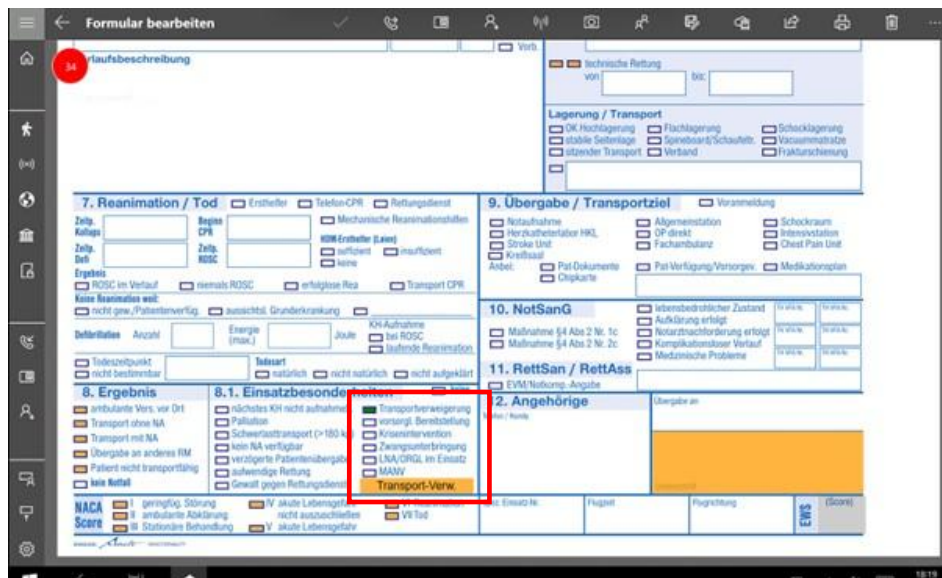 Formular bearbeiten
34
rlaufsbeschreibung
Vorb.
technische Rettung
von bis:
Lagerung / Transport
OK Hochlagerung Flachlagerung Schocklagerung
stabile Seitenlage Spineboard/Schaufeltr. Vacuummatratze
sitzender Transport Verband Frakturschienung
7. Reanimation / Tod Ersthelfer Telefon-CPR Rettungsdienst
Zeitp. Kollaps Beginn CPR Mechanische Reanimationshilfen
Zeitp. Defi Zeitp. ROSC HDM-Ersthelfer (Laien)
suffizient insuffizient
keine
Ergebnis
ROSC im Verlauf niemals ROSC erfolglose Rea Transport CPR
Keine Reanimation weil:
nicht gew./Patientenverfüg. aussichtsl. Grunderkrankung
Defibrillation Anzahl Energie (max.) Joule
KH-Aufnahme
bei ROSC
laufende Reanimation
Todeszeitpunkt
nicht bestimmbar
Todesart
natürlich nicht natürlich nicht aufgeklärt
9. Übergabe / Transportziel Voranmeldung
Notaufnahme Allgemeinstation Schockraum
Herzkatheterlabor HKL OP direkt Intensivstation
Stroke Unit Fachambulanz Chest Pain Unit
Kreißsaal
Anbei: Pat-Dokumente Pat-Verfügung/Vorsorgev. Medikationsplan
Chipkarte
10. NotSanG
Maßnahme §4 Abs 2 Nr. 1c
Maßnahme §4 Abs 2 Nr. 2c
lebensbedrohlicher Zustand
Aufklärung erfolgt
Notarztnachforderung erfolgt
Komplikationsloser Verlauf
Medizinische Probleme
11. RettSan / RettAss
EVM/Notkomp.-Angabe
8. Ergebnis
ambulante Vers. vor Ort
Transport ohne NA
Transport mit NA
Übergabe an anderes RM
Patient nicht transportfähig
kein Notfall
8.1. Einsatzbesonderheiten keine
nächstes KH nicht aufnahmeb
Palliation
Schwerlasttransport (>180 kg)
kein NA verfügbar
verzögerte Patientenübergabe
aufwendige Rettung
Gewalt gegen Rettungsdienst
Transportverweigerung
vorsorgl. Bereitstellung
Krisenintervention
Zwangsunterbringung
LNA/ORGL im Einsatz
MANV
Transport-Verw.
12. Angehörige
Übergabe an
NACA Score
I geringfüg. Störung
II ambulante Abklärung
III Stationäre Behandlung
IV akute Lebensgefahr nicht auszuschließen
V akute Lebensgefahr
VI Reanimation
VII Tod
Einsatz-Nr. Flugzeit Flugrichtung EWS (Score)
18:19